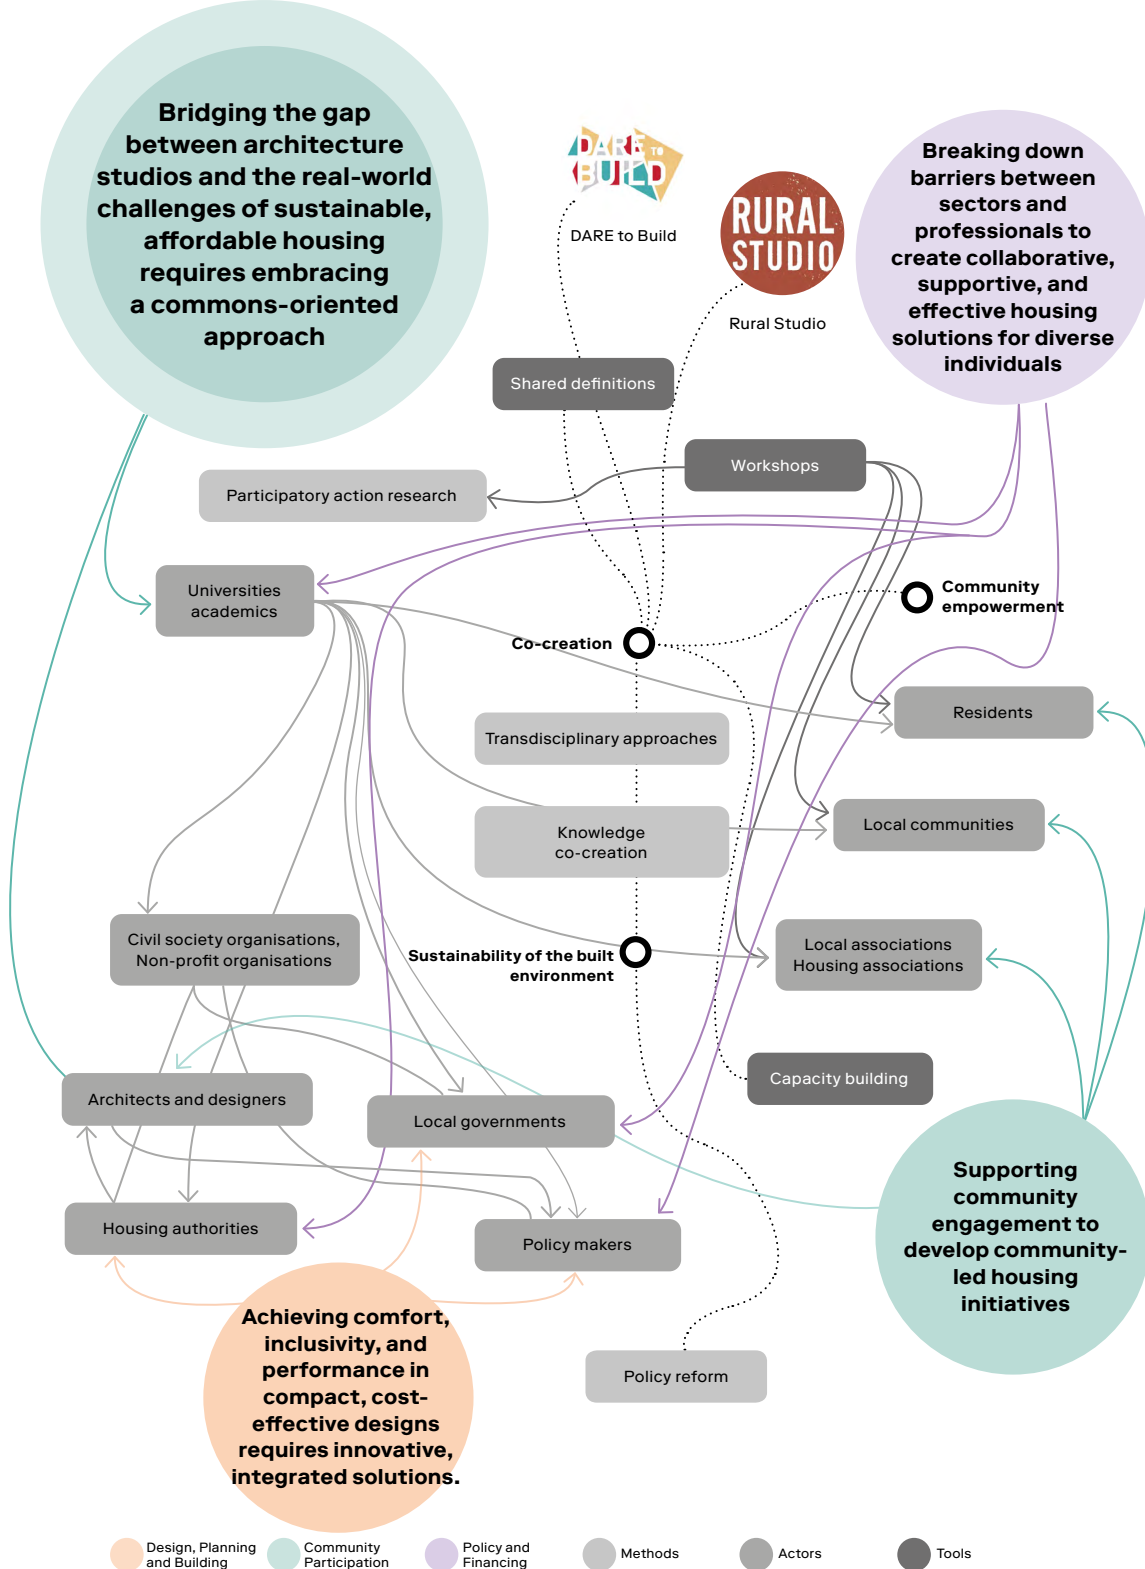 Bridging the gap
between architecture
studios and the real-world
challenges of sustainable,
affordable housing
requires embracing
a commons-oriented
approach
DARE TO
BUILD
DARE to Build
RURAL
STUDIO
Rural Studio
Breaking down
barriers between
sectors and
professionals to
create collaborative,
supportive, and
effective housing
solutions for diverse
individuals
Shared definitions
Workshops
Participatory action research
Universities
academics
Community
empowerment
Co-creation
Residents
Transdisciplinary approaches
Local communities
Knowledge
co-creation
Civil society organisations,
Non-profit organisations
Sustainability of the built
environment
Local associations
Housing associations
Capacity building
Architects and designers
Local governments
Housing authorities
Policy makers
Supporting
community
engagement to
develop community-
led housing
initiatives
Achieving comfort,
inclusivity, and
performance in
compact, cost-
effective designs
requires innovative,
integrated solutions.
Policy reform
Design, Planning
and Building
Community
Participation
Policy and
Financing
Methods
Actors
Tools